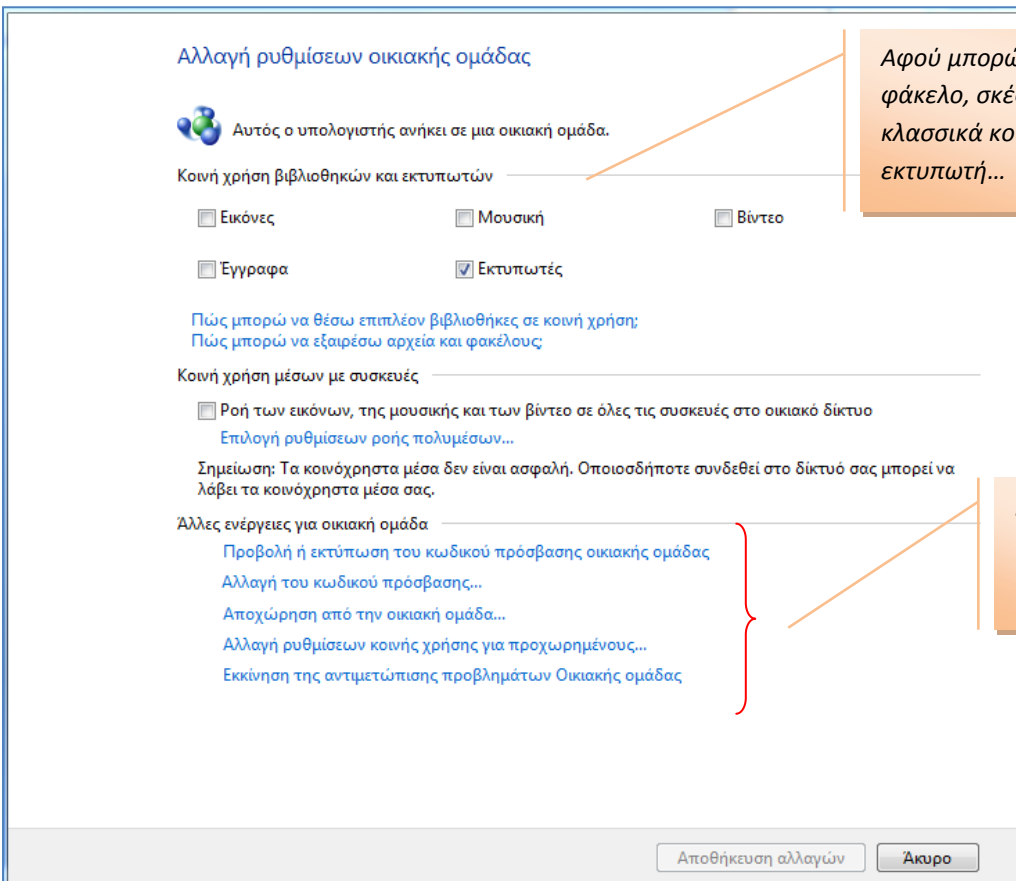 Αλλαγή ρυθμίσεων οικιακής ομάδας
Αφού μπορώ
φάκελο, σκέ
κλασσικά κο
εκτυπωτή…
Αυτός ο υπολογιστής ανήκει σε μια οικιακή ομάδα.
Κοινή χρήση βιβλιοθηκών και εκτυπωτών
Εικόνες Μουσική Βίντεο
Έγγραφα Εκτυπωτές
Πώς μπορώ να θέσω επιπλέον βιβλιοθήκες σε κοινή χρήση;
Πώς μπορώ να εξαιρέσω αρχεία και φακέλους;
Κοινή χρήση μέσων με συσκευές
Ροή των εικόνων, της μουσικής και των βίντεο σε όλες τις συσκευές στο οικιακό δίκτυο
Επιλογή ρυθμίσεων ροής πολυμέσων...
Σημείωση: Τα κοινόχρηστα μέσα δεν είναι ασφαλή. Οποιοσδήποτε συνδεθεί στο δίκτυό σας μπορεί να
λάβει τα κοινόχρηστα μέσα σας.
Άλλες ενέργειες για οικιακή ομάδα
Προβολή ή εκτύπωση του κωδικού πρόσβασης οικιακής ομάδας
Αλλαγή του κωδικού πρόσβασης...
Αποχώρηση από την οικιακή ομάδα...
Αλλαγή ρυθμίσεων κοινής χρήσης για προχωρημένους...
Εκκίνηση της αντιμετώπισης προβλημάτων Οικιακής ομάδας
Αποθήκευση αλλαγών Άκυρο